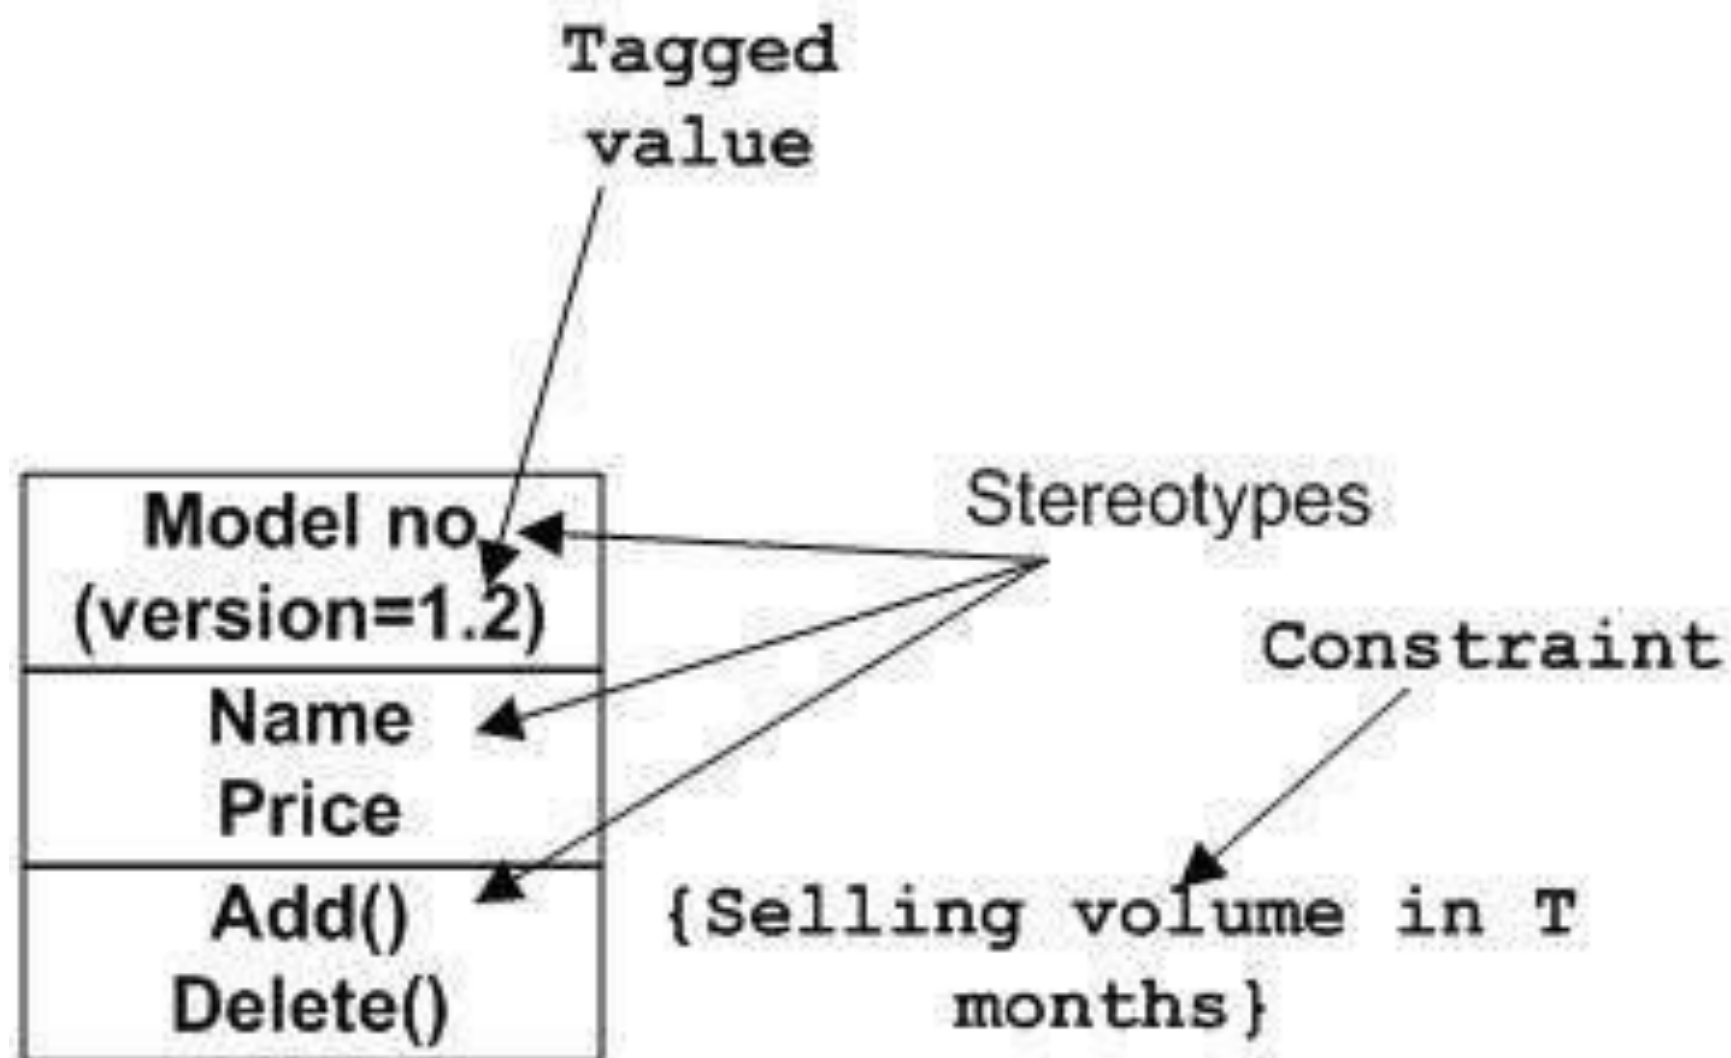 Tagged
value
Model no
(version=1.2)
Name
Price
Add()
Delete()
Stereotypes
Constraint
{Selling volume in T
months}